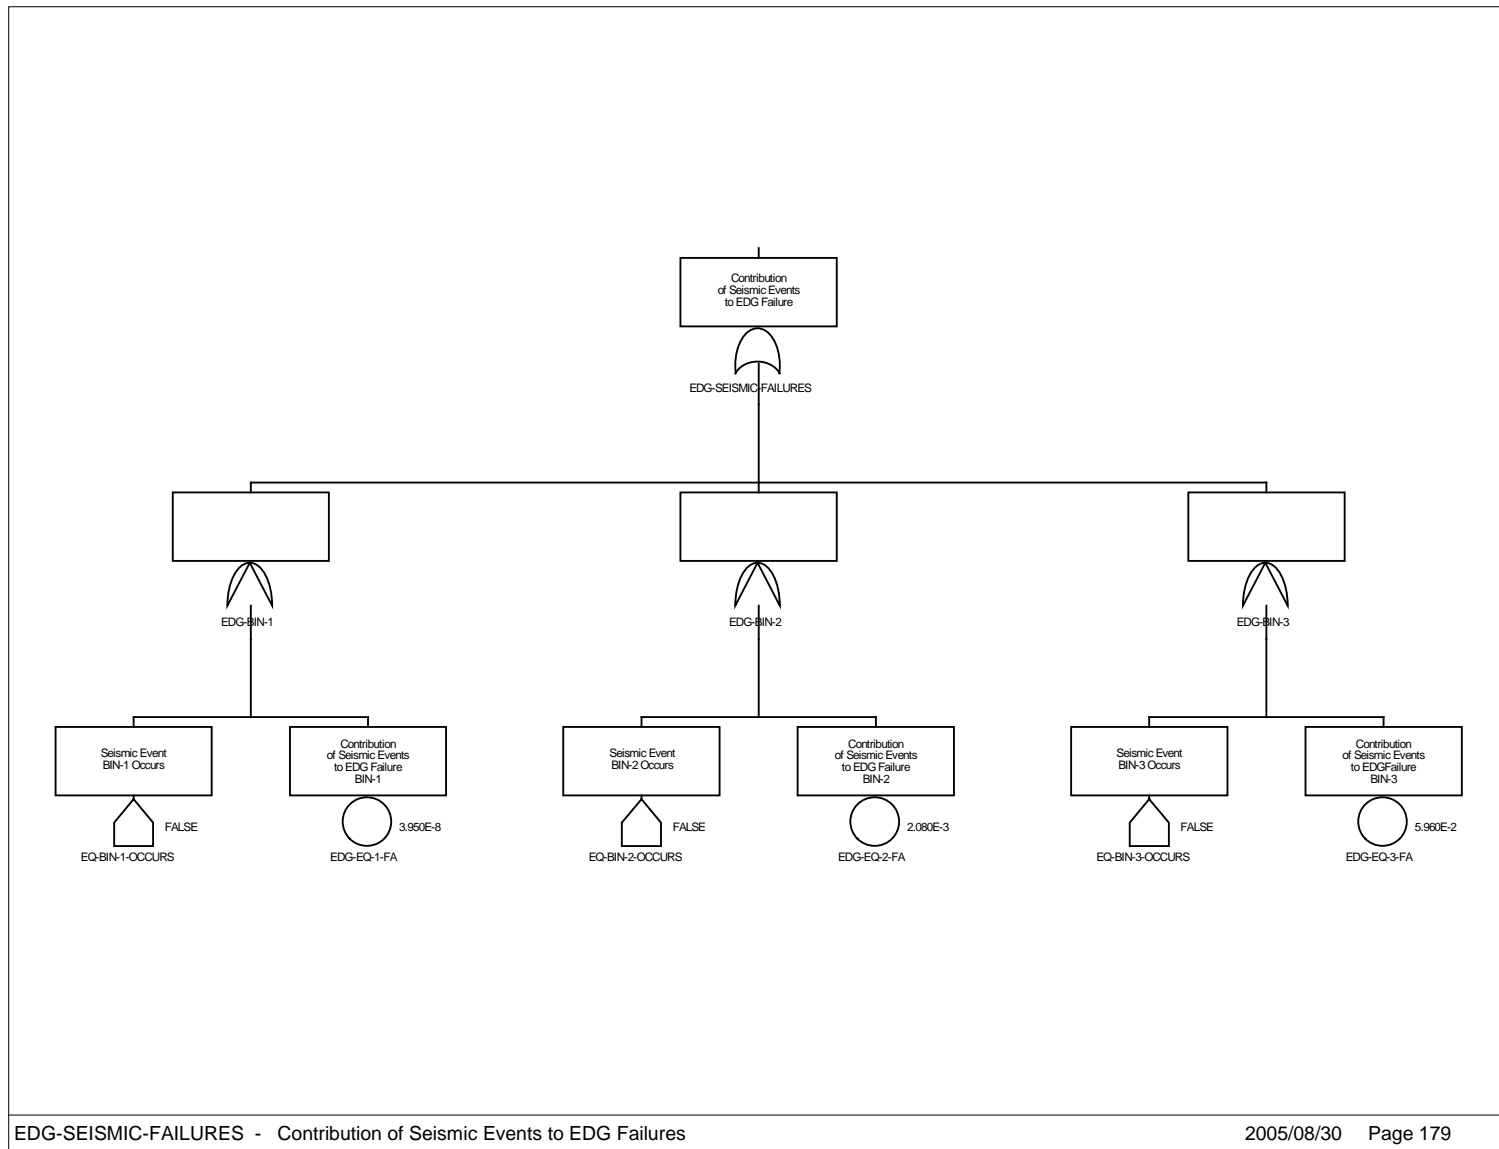 Contribution
of Seismic Events
to EDG Failure
EDG-SEISMIC-FAILURES
EDG-BIN-1
EDG-BIN-2
EDG-BIN-3
Seismic Event
BIN-1 Occurs
FALSE
EQ-BIN-1-OCCURS
Contribution
of Seismic Events
to EDG Failure
BIN-1
3.950E-8
EDG-EQ-1-FA
Seismic Event
BIN-2 Occurs
FALSE
EQ-BIN-2-OCCURS
Contribution
of Seismic Events
to EDG Failure
BIN-2
2.080E-3
EDG-EQ-2-FA
Seismic Event
BIN-3 Occurs
FALSE
EQ-BIN-3-OCCURS
Contribution
of Seismic Events
to EDGFailure
BIN-3
5.960E-2
EDG-EQ-3-FA
EDG-SEISMIC-FAILURES - Contribution of Seismic Events to EDG Failures
2005/08/30 Page 179